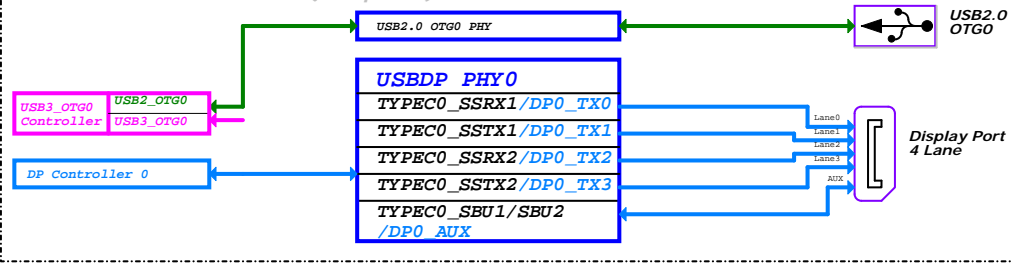 USB2.0 OTG0 PHY
USB2.0
OTG0
USBDP PHY0
USB3_OTG0
Controller
USB2_OTG0
USB3_OTG0
TYPEC0_SSRX1/DP0_TX0
TYPEC0_SSTX1/DP0_TX1
TYPEC0_SSRX2/DP0_TX2
TYPEC0_SSTX2/DP0_TX3
TYPEC0_SBU1/SBU2
/DP0_AUX
DP Controller 0
Lane0
Lane1
Lane2
Lane3
AUX
Display Port
4 Lane